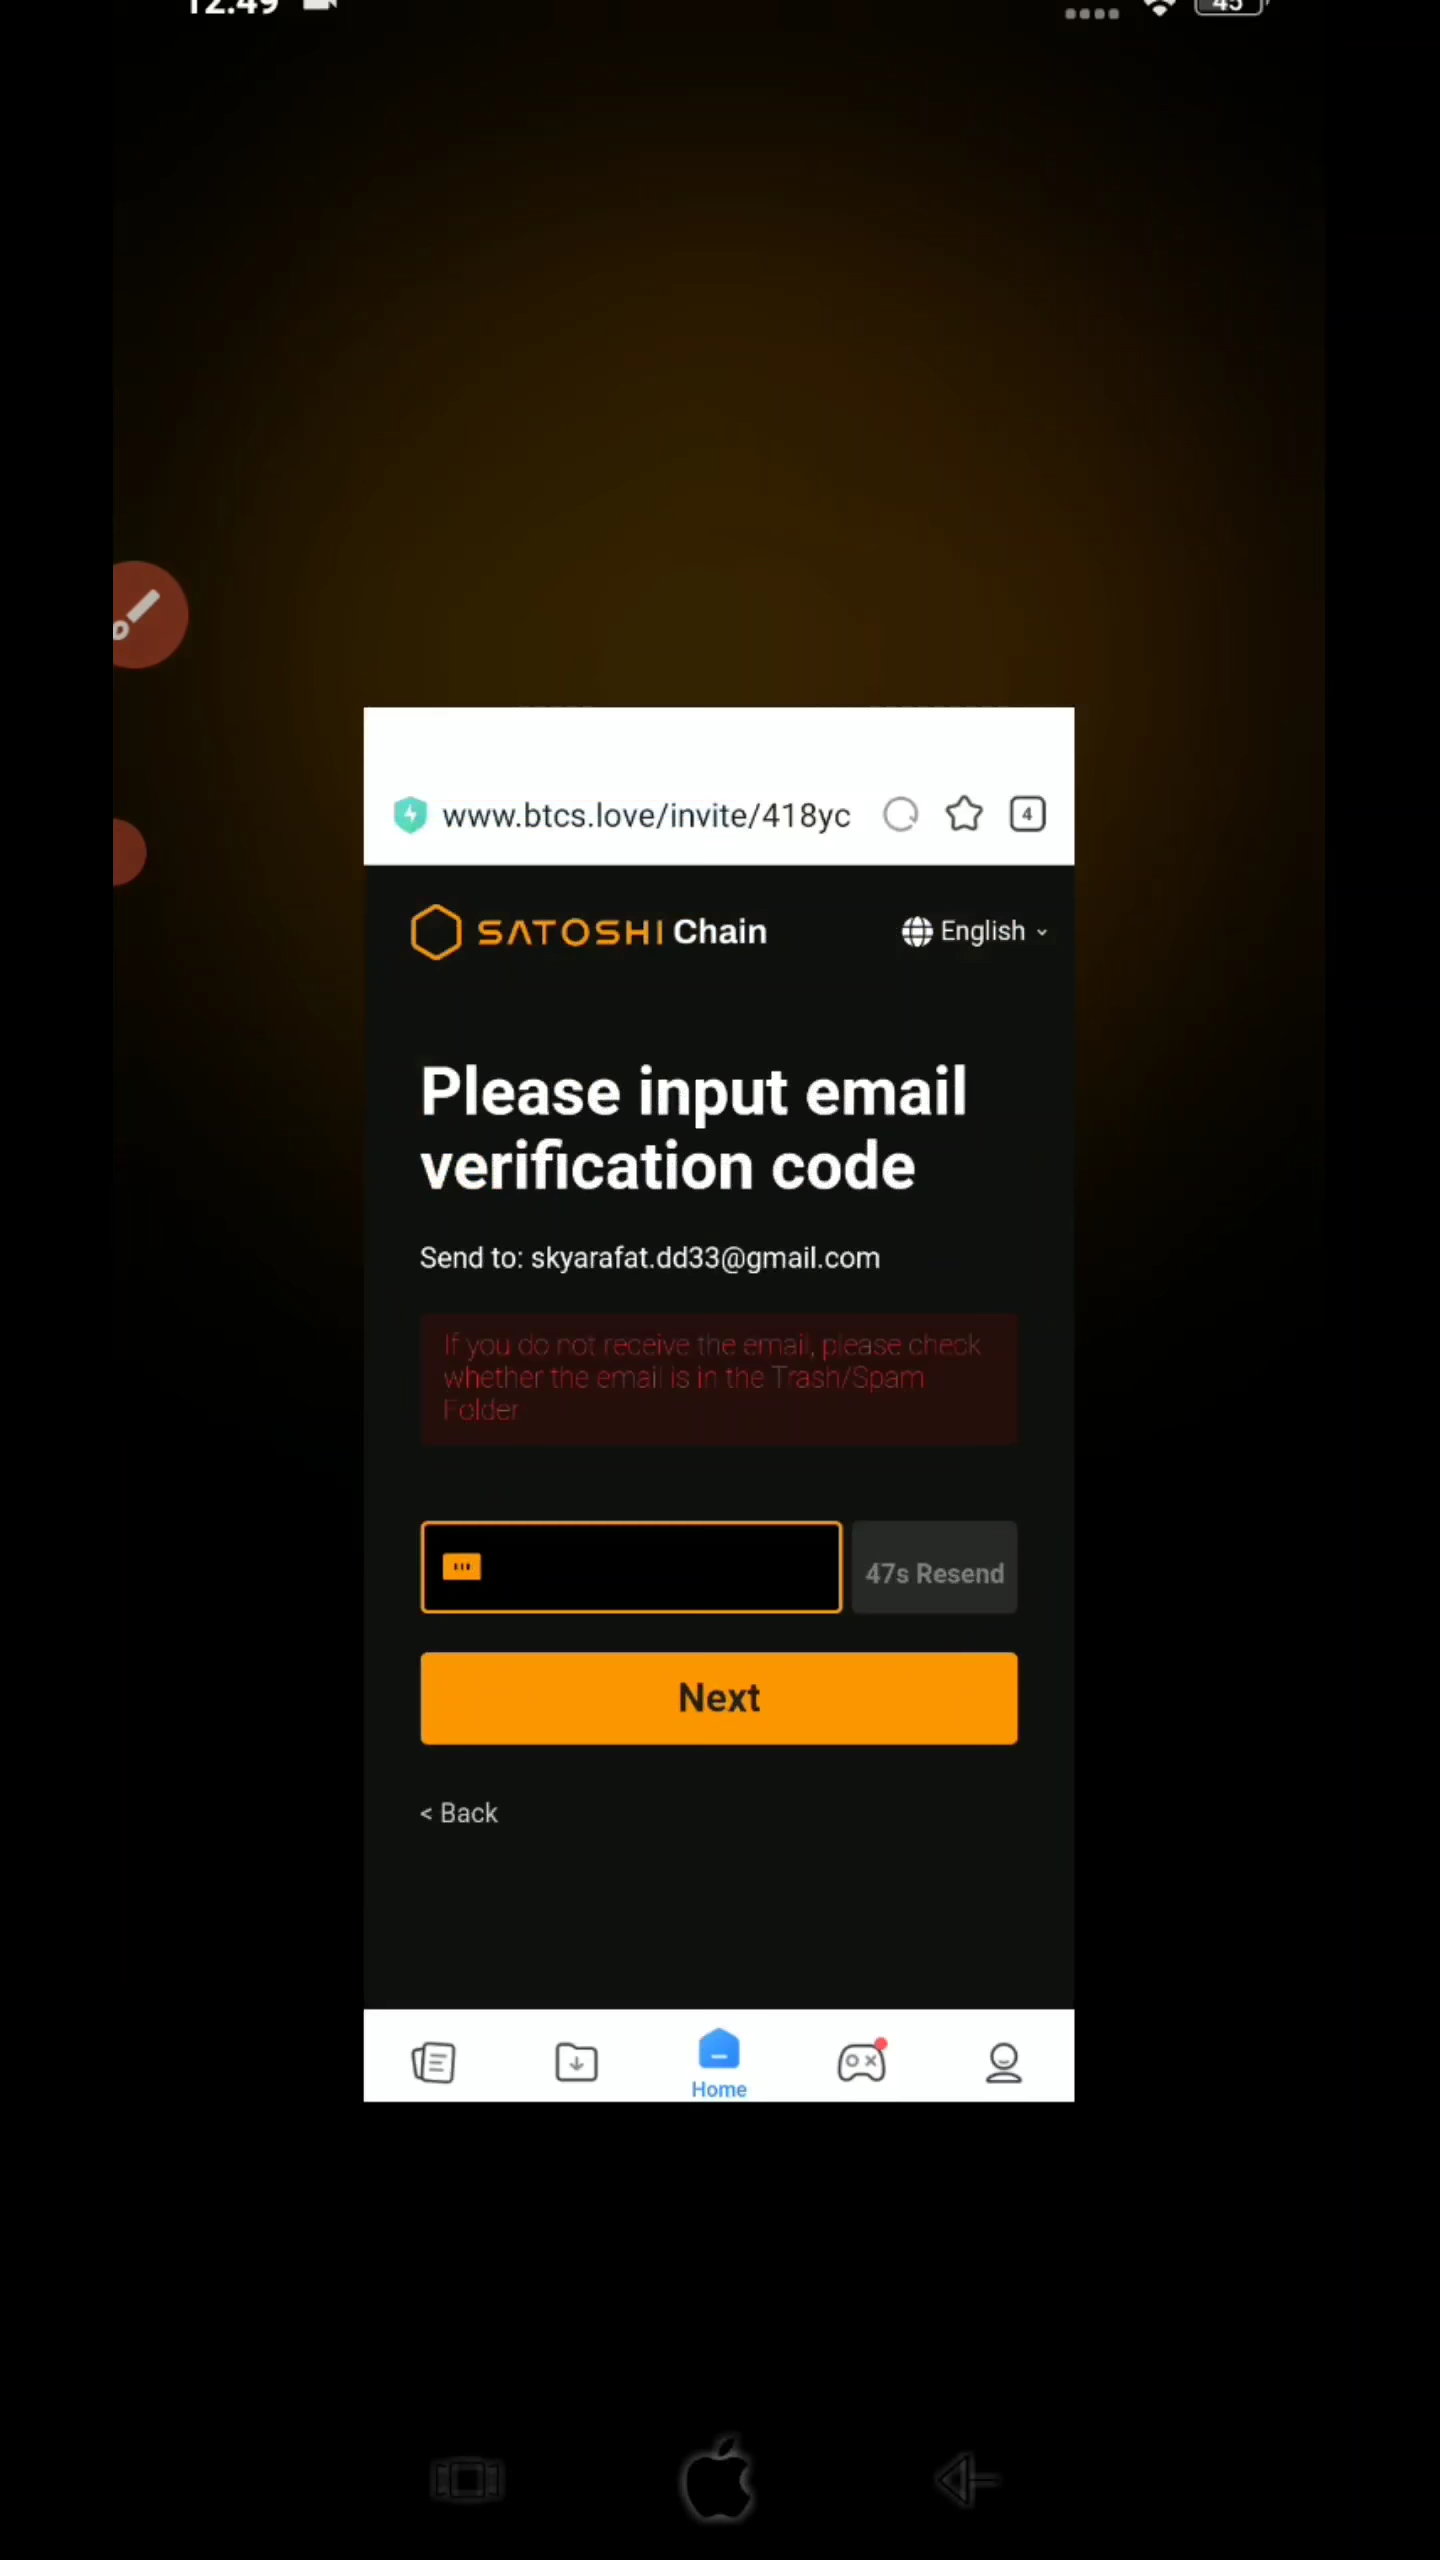 12:49
45
www.btcs.love/invite/418yc
4
SATOSHI Chain
English
Please input email
verification code
Send to: skyarafat.dd33@gmail.com
If you do not receive the email, please check
whether the email is in the Trash/Spam
Folder
47s Resend
Next
< Back
Home